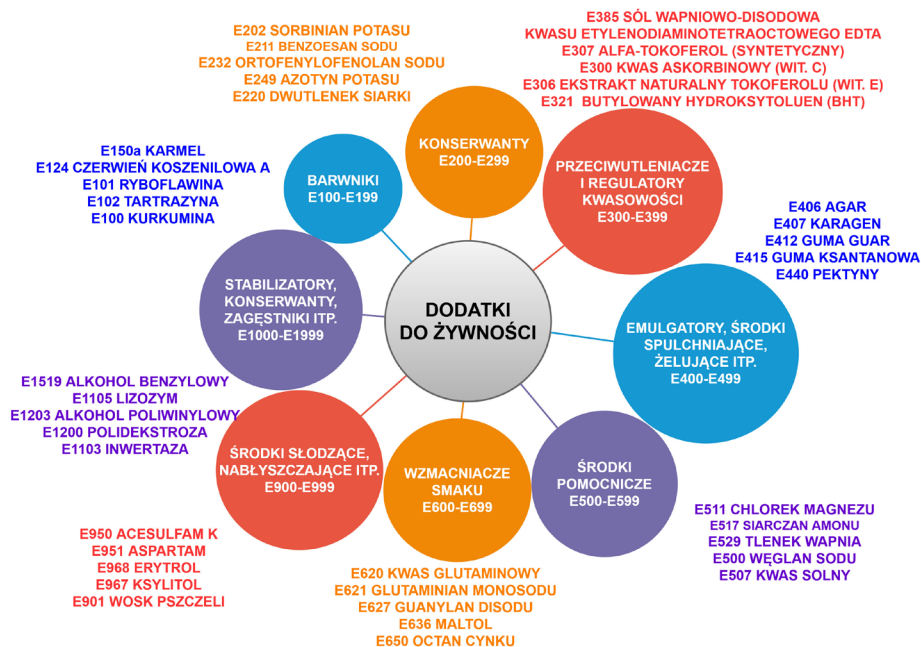 E202 SORBINIAN POTASU
E211 BENZOESAN SODU
E232 ORTOFENYLOFENOLAN SODU
E249 AZOTYN POTASU
E220 DWUTLENEK SIARKI
E385 SÓL WAPNIOWO-DISODOWA
KWASU ETYLENODIAMINOTETRAOCTOWEGO EDTA
E307 ALFA-TOKOFEROL (SYNTETYCZNY)
E300 KWAS ASKORBINOWY (WIT. C)
E306 EKSTRAKT NATURALNY TOKOFEROLU (WIT. E)
E321 BUTYLOWANY HYDROKSYTOLUEN (BHT)
KONSERWANTY
E200-E299
PRZECIWUTLENIACZE
I REGULATORY
KWASOWOŚCI
E300-E399
E150a KARMEL
E124 CZERWIEŃ KOSZENILOWA A
E101 RYBOFLAWINA
E102 TARTRAZYNA
E100 KURKUMINA
BARWNIKI
E100-E199
E406 AGAR
E407 KARAGEN
E412 GUMA GUAR
E415 GUMA KSANTANOWA
E440 PEKTYNY
STABILIZATORY,
KONSERWANTY,
ZAGĘSTNIKI ITP.
E1000-E1999
DODATKI
DO ŻYWNOŚCI
EMULGATORY, ŚRODKI
SPULCHNIAJĄCE,
ŻELUJĄCE ITP.
E400-E499
E1519 ALKOHOL BENZYLOWY
E1105 LIZOZYM
E1203 ALKOHOL POLIWINYLOWY
E1200 POLIDEKSTROZA
E1103 INWERTAZA
ŚRODKI SŁODZĄCE,
NABŁYSZCZAJĄCE ITP.
E900-E999
WZMACNIACZE
SMAKU
E600-E699
ŚRODKI
POMOCNICZE
E500-E599
E511 CHLOREK MAGNEZU
E517 SIARCZAN AMONU
E529 TLENEK WAPNIA
E500 WĘGLAN SODU
E507 KWAS SOLNY
E950 ACESULFAM K
E951 ASPARTAM
E968 ERYTROL
E967 KSYLITOL
E901 WOSK PSZCZELI
E620 KWAS GLUTAMINOWY
E621 GLUTAMINIAN MONOSODU
E627 GUANYLAN DISODU
E636 MALTOL
E650 OCTAN CYNKU